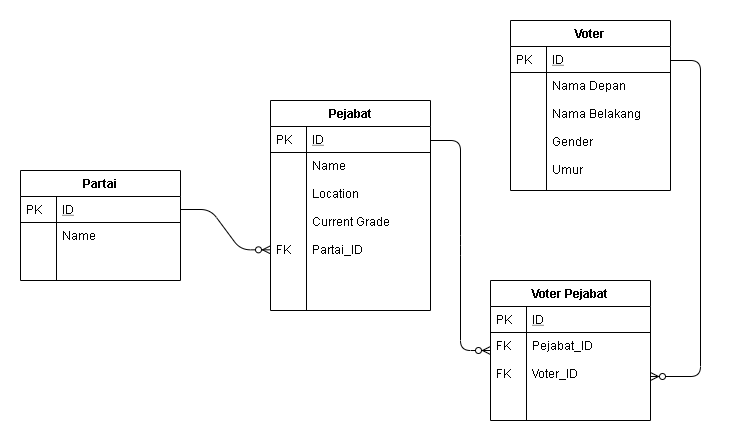 Voter
PK ID
Nama Depan
Nama Belakang
Gender
Umur
Pejabat
PK ID
Name
Location
Current Grade
FK Partai_ID
Partai
PK ID
Name
Voter Pejabat
PK ID
FK Pejabat_ID
FK Voter_ID